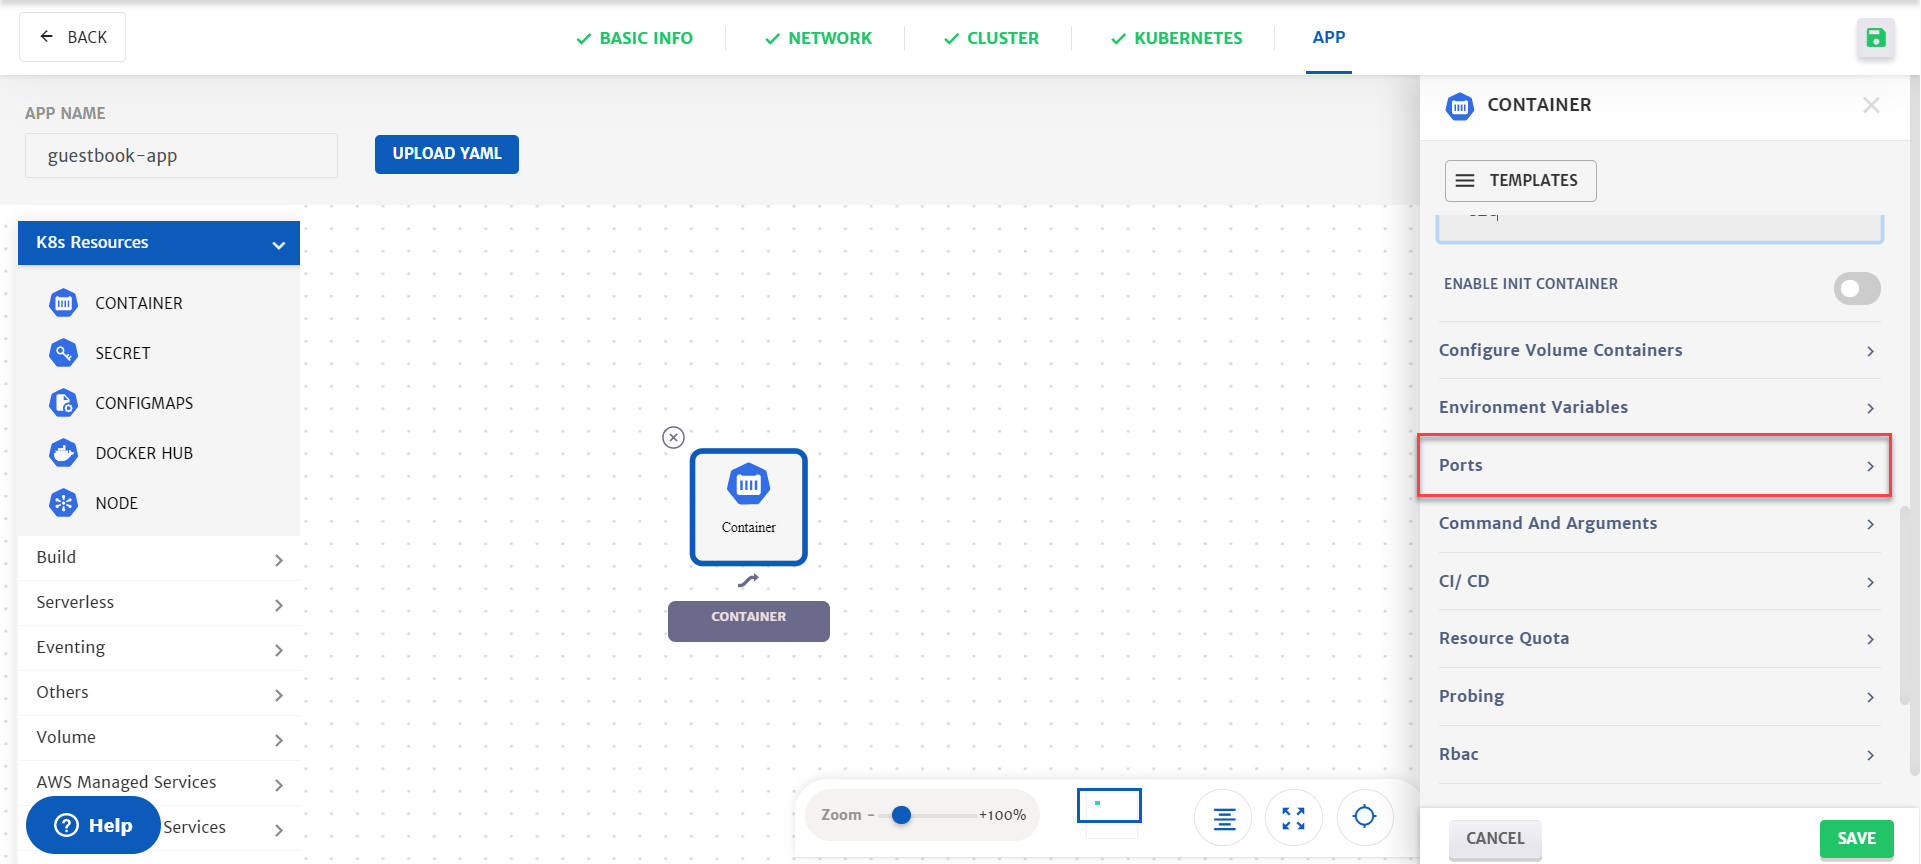 BACK
BASIC INFO
NETWORK
CLUSTER
KUBERNETES
APP
APP NAME
guestbook-app
UPLOAD YAML
K8s Resources
CONTAINER
SECRET
CONFIGMAPS
DOCKER HUB
NODE
Build
Serverless
Eventing
Others
Volume
AWS Managed Services
Services
Help
Container
CONTAINER
Zoom - +100%
CONTAINER
TEMPLATES
ENABLE INIT CONTAINER
Configure Volume Containers
Environment Variables
Ports
Command And Arguments
CI/ CD
Resource Quota
Probing
Rbac
CANCEL
SAVE